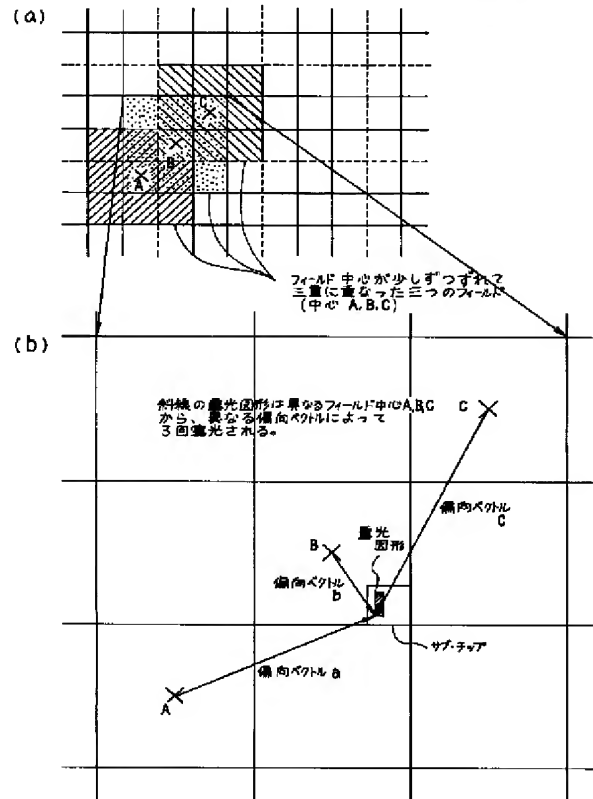 (a)
C
B
A
フィールド中心が少しずつずれて
三重に重なった三つのフィールド
(中心 A,B,C)
(b)
斜線の露光図形は異なるフィールド中心A,B,C
から、異なる偏向ベクトルによって
3回露光される。
C
偏向ベクトル
C
露光
図形
B
偏向ベクトル
b
サブ・チップ
偏向ベクトル a
A